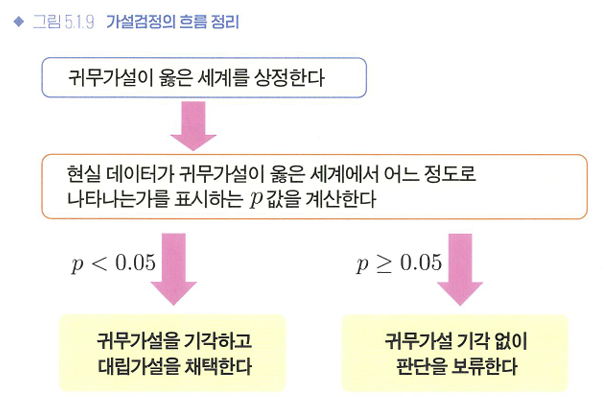 ◆ 그림 5.1.9 가설검정의 흐름 정리
귀무가설이 옳은 세계를 상정한다
현실 데이터가 귀무가설이 옳은 세계에서 어느 정도로
나타나는가를 표시하는 p 값을 계산한다
p < 0.05
p ≥ 0.05
귀무가설을 기각하고
대립가설을 채택한다
귀무가설 기각 없이
판단을 보류한다